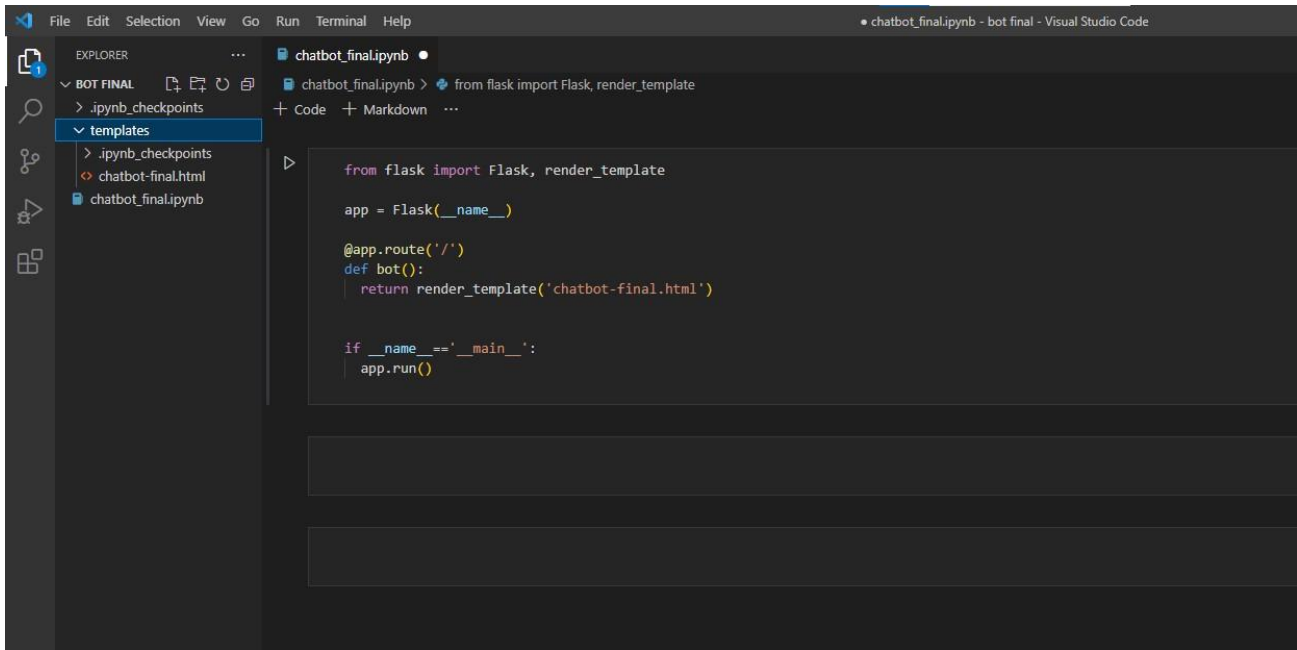 File Edit Selection View Go Run Terminal Help
● chatbot_final.ipynb - bot final - Visual Studio Code
EXPLORER ...
BOT FINAL
.ipynb_checkpoints
templates
.ipynb_checkpoints
chatbot-final.html
chatbot_final.ipynb
1
chatbot_final.ipynb ●
chatbot_final.ipynb > from flask import Flask, render_template
+ Code + Markdown ...
from flask import Flask, render_template
app = Flask(__name__)
@app.route('/')
def bot():
return render_template('chatbot-final.html')
if __name__=='__main__':
app.run()